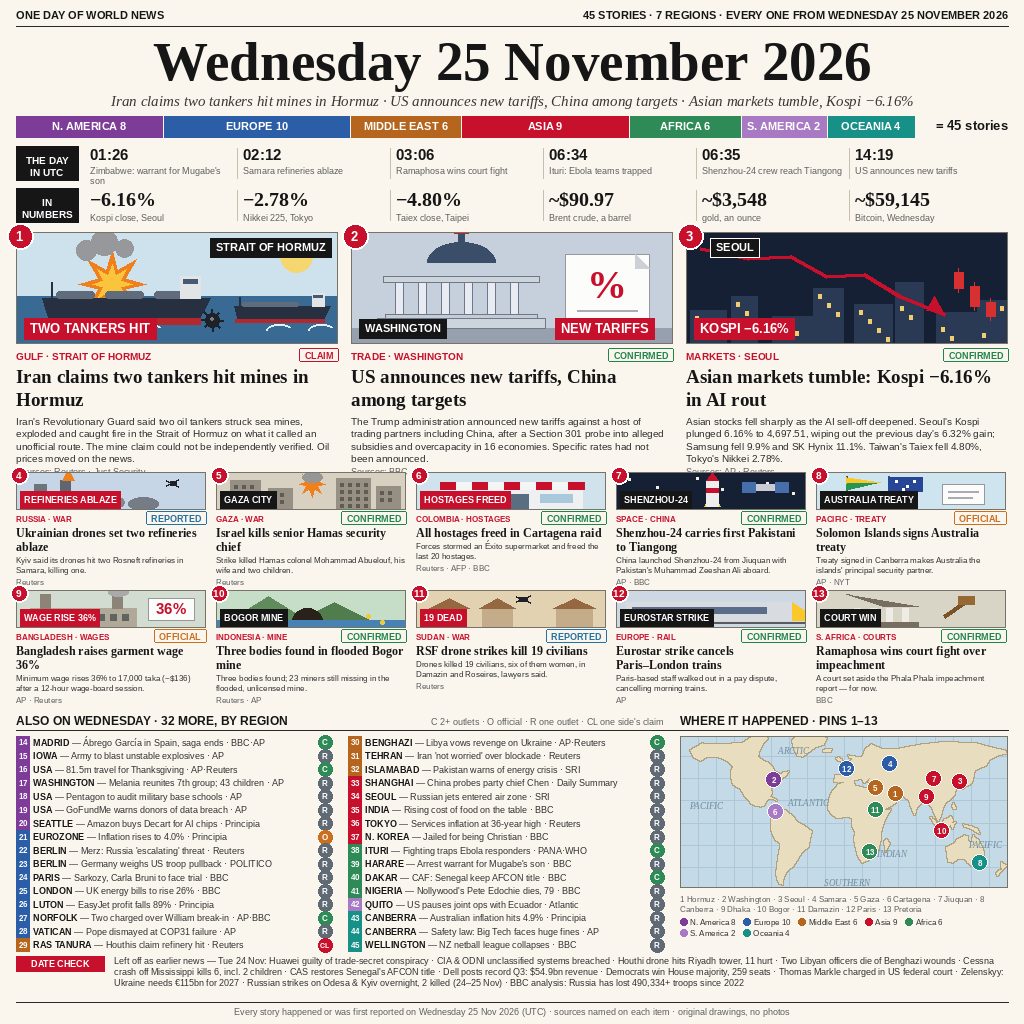 ONE DAY OF WORLD NEWS
45 STORIES · 7 REGIONS · EVERY ONE FROM WEDNESDAY 25 NOVEMBER 2026
Wednesday 25 November 2026
Iran claims two tankers hit mines in Hormuz · US announces new tariffs, China among targets · Asian markets tumble, Kospi −6.16%
N. AMERICA 8
EUROPE 10
MIDDLE EAST 6
ASIA 9
AFRICA 6
S. AMERICA 2
OCEANIA 4
= 45 stories
THE DAY
IN UTC
01:26
Zimbabwe: warrant for Mugabe's
son
02:12
Samara refineries ablaze
03:06
Ramaphosa wins court fight
06:34
Ituri: Ebola teams trapped
06:35
Shenzhou-24 crew reach Tiangong
14:19
US announces new tariffs
IN
NUMBERS
−6.16%
Kospi close, Seoul
−2.78%
Nikkei 225, Tokyo
−4.80%
Taiex close, Taipei
~$90.97
Brent crude, a barrel
~$3,548
gold, an ounce
~$59,145
Bitcoin, Wednesday
1
STRAIT OF HORMUZ
TWO TANKERS HIT
GULF · STRAIT OF HORMUZ
CLAIM
Iran claims two tankers hit mines in
Hormuz
Iran's Revolutionary Guard said two oil tankers struck sea mines,
exploded and caught fire in the Strait of Hormuz on what it called an
unofficial route. The mine claim could not be independently verified. Oil
prices moved on the news.
Sources: Reuters · Just Security
2
%
WASHINGTON
NEW TARIFFS
TRADE · WASHINGTON
CONFIRMED
US announces new tariffs, China
among targets
The Trump administration announced new tariffs against a host of
trading partners including China, after a Section 301 probe into alleged
subsidies and overcapacity in 16 economies. Specific rates had not
been announced.
Sources: BBC
3
SEOUL
KOSPI −6.16%
MARKETS · SEOUL
CONFIRMED
Asian markets tumble: Kospi −6.16%
in AI rout
Asian stocks fell sharply as the AI sell-off deepened. Seoul's Kospi
plunged 6.16% to 4,697.51, wiping out the previous day's 6.32% gain;
Samsung fell 9.9% and SK Hynix 11.1%. Taiwan's Taiex fell 4.80%,
Tokyo's Nikkei 2.78%.
Sources: AP · Reuters
4
REFINERIES ABLAZE
RUSSIA · WAR
REPORTED
Ukrainian drones set two refineries
ablaze
Kyiv said its drones hit two Rosneft refineries in
Samara, killing one.
Reuters
5
GAZA CITY
GAZA · WAR
CONFIRMED
Israel kills senior Hamas security
chief
Strike killed Hamas colonel Mohammad Abuelouf, his
wife and two children.
Reuters
6
HOSTAGES FREED
COLOMBIA · HOSTAGES
CONFIRMED
All hostages freed in Cartagena raid
Forces stormed an Éxito supermarket and freed the
last 20 hostages.
Reuters · AFP · BBC
7
SHENZHOU-24
SPACE · CHINA
CONFIRMED
Shenzhou-24 carries first Pakistani
to Tiangong
China launched Shenzhou-24 from Jiuquan with
Pakistan's Muhammad Zeeshan Ali aboard.
AP · BBC
8
AUSTRALIA TREATY
PACIFIC · TREATY
OFFICIAL
Solomon Islands signs Australia
treaty
Treaty signed in Canberra makes Australia the
islands' principal security partner.
AP · NYT
9
36%
WAGE RISE 36%
BANGLADESH · WAGES
OFFICIAL
Bangladesh raises garment wage
36%
Minimum wage rises 36% to 17,000 taka (~$136)
after a 12-hour wage-board session.
AP · Reuters
10
BOGOR MINE
INDONESIA · MINE
CONFIRMED
Three bodies found in flooded Bogor
mine
Three bodies found; 23 miners still missing in the
flooded, unlicensed mine.
Reuters · AP
11
19 DEAD
SUDAN · WAR
REPORTED
RSF drone strikes kill 19 civilians
Drones killed 19 civilians, six of them women, in
Damazin and Roseires, lawyers said.
Reuters
12
EUROSTAR STRIKE
EUROPE · RAIL
CONFIRMED
Eurostar strike cancels
Paris–London trains
Paris-based staff walked out in a pay dispute,
cancelling morning trains.
AP
13
COURT WIN
S. AFRICA · COURTS
CONFIRMED
Ramaphosa wins court fight over
impeachment
A court set aside the Phala Phala impeachment
report — for now.
BBC
ALSO ON WEDNESDAY · 32 MORE, BY REGION
C 2+ outlets · O official · R one outlet · CL one side's claim
14 MADRID — Ábrego García in Spain, saga ends · BBC·AP C
15 IOWA — Army to blast unstable explosives · AP R
16 USA — 81.5m travel for Thanksgiving · AP·Reuters C
17 WASHINGTON — Melania reunites 7th group; 43 children · AP R
18 USA — Pentagon to audit military base schools · AP R
19 USA — GoFundMe warns donors of data breach · AP R
20 SEATTLE — Amazon buys Decart for AI chips · Principia R
21 EUROZONE — Inflation rises to 4.0% · Principia O
22 BERLIN — Merz: Russia 'escalating' threat · Reuters R
23 BERLIN — Germany weighs US troop pullback · POLITICO R
24 PARIS — Sarkozy, Carla Bruni to face trial · BBC R
25 LONDON — UK energy bills to rise 26% · BBC R
26 LUTON — EasyJet profit falls 89% · Principia R
27 NORFOLK — Two charged over William break-in · AP·BBC C
28 VATICAN — Pope dismayed at COP31 failure · AP R
29 RAS TANURA — Houthis claim refinery hit · Reuters CL
30 BENGHAZI — Libya vows revenge on Ukraine · AP·Reuters C
31 TEHRAN — Iran 'not worried' over blockade · Reuters R
32 ISLAMABAD — Pakistan warns of energy crisis · SRI R
33 SHANGHAI — China probes party chief Chen · Daily Summary R
34 SEOUL — Russian jets entered air zone · SRI R
35 INDIA — Rising cost of food on the table · BBC R
36 TOKYO — Services inflation at 36-year high · Reuters R
37 N. KOREA — Jailed for being Christian · BBC R
38 ITURI — Fighting traps Ebola responders · PANA·WHO C
39 HARARE — Arrest warrant for Mugabe's son · BBC R
40 DAKAR — CAF: Senegal keep AFCON title · BBC C
41 NIGERIA — Nollywood's Pete Edochie dies, 79 · BBC R
42 QUITO — US pauses joint ops with Ecuador · Atlantic R
43 CANBERRA — Australian inflation hits 4.9% · Principia R
44 CANBERRA — Safety law: Big Tech faces huge fines · AP R
45 WELLINGTON — NZ netball league collapses · BBC R
WHERE IT HAPPENED · PINS 1–13
ARCTIC
PACIFIC
ATLANTIC
INDIAN
PACIFIC
SOUTHERN
2
12
4
7
3
5
1
9
6
11
10
13
8
1 Hormuz · 2 Washington · 3 Seoul · 4 Samara · 5 Gaza · 6 Cartagena · 7 Jiuquan · 8
Canberra · 9 Dhaka · 10 Bogor · 11 Damazin · 12 Paris · 13 Pretoria
N. America 8 Europe 10 Middle East 6 Asia 9 Africa 6
S. America 2 Oceania 4
DATE CHECK
Left off as earlier news — Tue 24 Nov: Huawei guilty of trade-secret conspiracy · CIA & ODNI unclassified systems breached · Houthi drone hits Riyadh tower, 11 hurt · Two Libyan officers died of Benghazi wounds · Cessna
crash off Mississippi kills 6, incl. 2 children · CAS restores Senegal's AFCON title · Dell posts record Q3: $54.9bn revenue · Democrats win House majority, 259 seats · Thomas Markle charged in US federal court · Zelenskyy:
Ukraine needs €115bn for 2027 · Russian strikes on Odesa & Kyiv overnight, 2 killed (24–25 Nov) · BBC analysis: Russia has lost 490,334+ troops since 2022
Every story happened or was first reported on Wednesday 25 Nov 2026 (UTC) · sources named on each item · original drawings, no photos